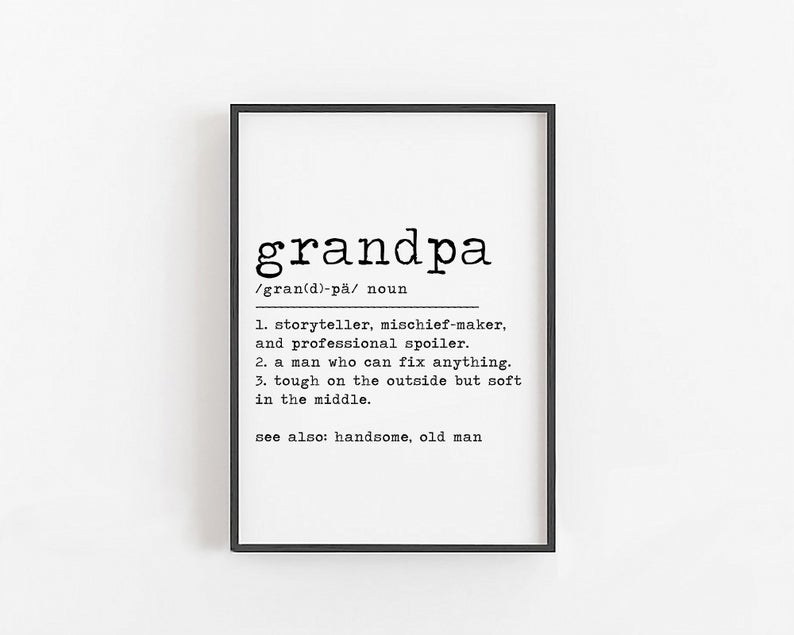 grandpa
/gran(d)-pä/ noun
1. storyteller, mischief-maker,
and professional spoiler.
2. a man who can fix anything.
3. tough on the outside but soft
in the middle.
see also: handsome, old man